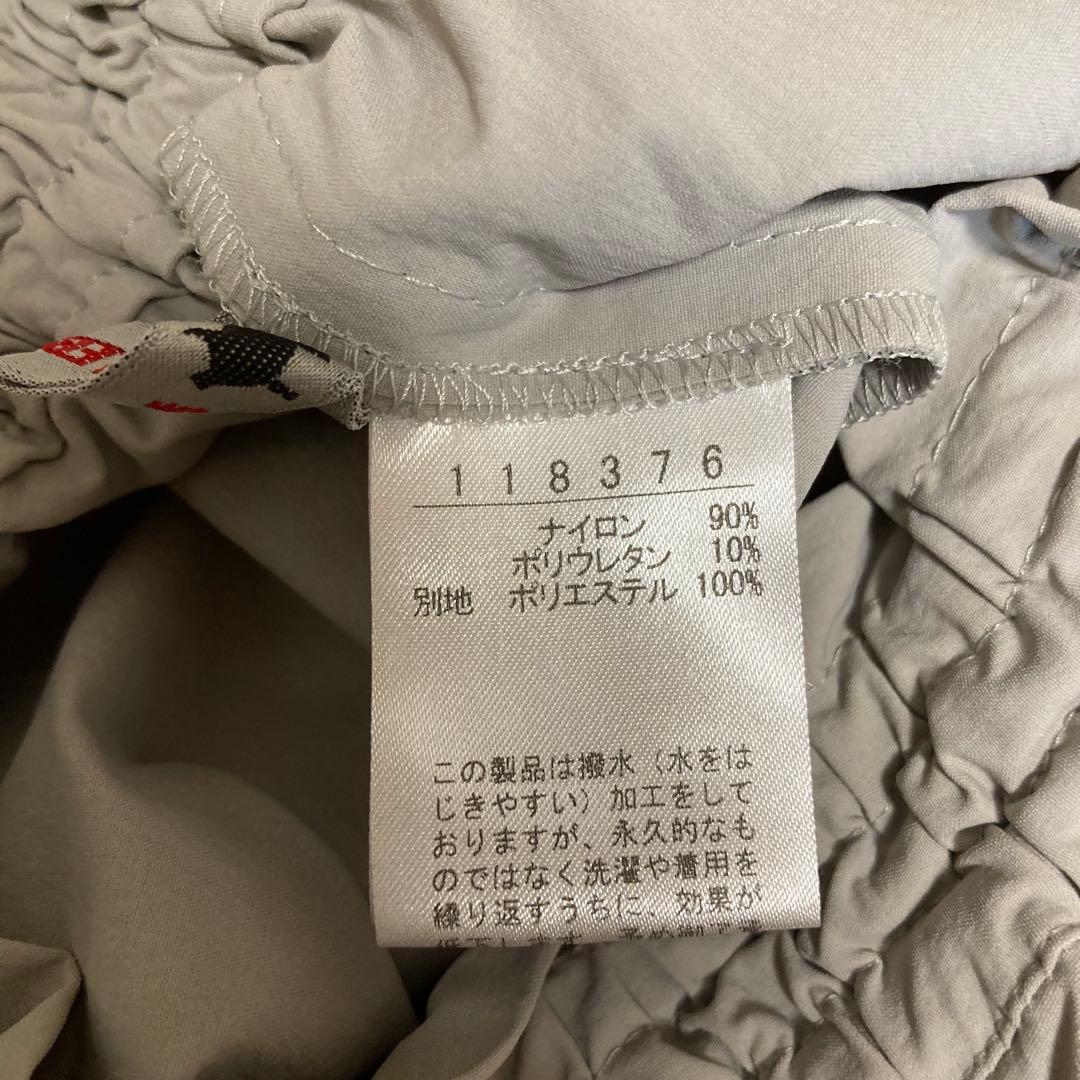 118376
ナイロン 90%
ポリウレタン 10%
別地 ポリエステル 100%
この製品は撥水（水をは
じきやすい）加工をして
おりますが、永久的なも
のではなく洗濯や着用を
繰り返すうちに、効果が